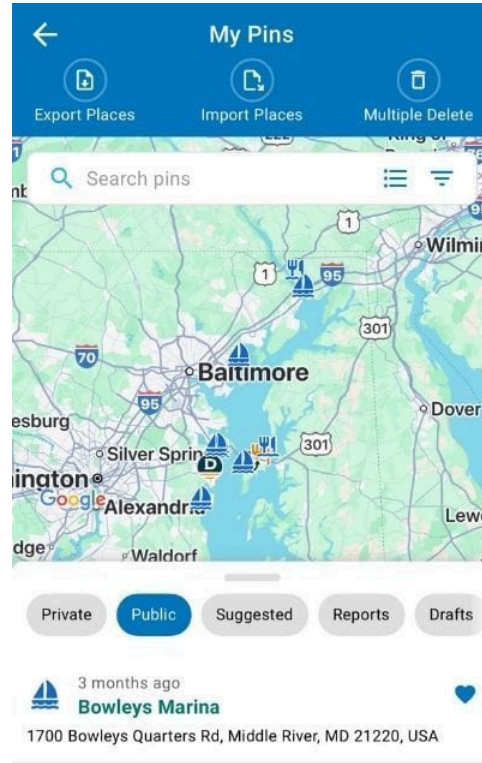 My Pins
Export Places
Import Places
Multiple Delete
Search pins
1
Wilmi
1
95
301
70
Baltimore
95
Dover
esburg
Silver Sprin
301
D
ington
Google
Alexandri
Lew
dge
Waldorf
Private
Public
Suggested
Reports
Drafts
3 months ago
Bowleys Marina
1700 Bowleys Quarters Rd, Middle River, MD 21220, USA